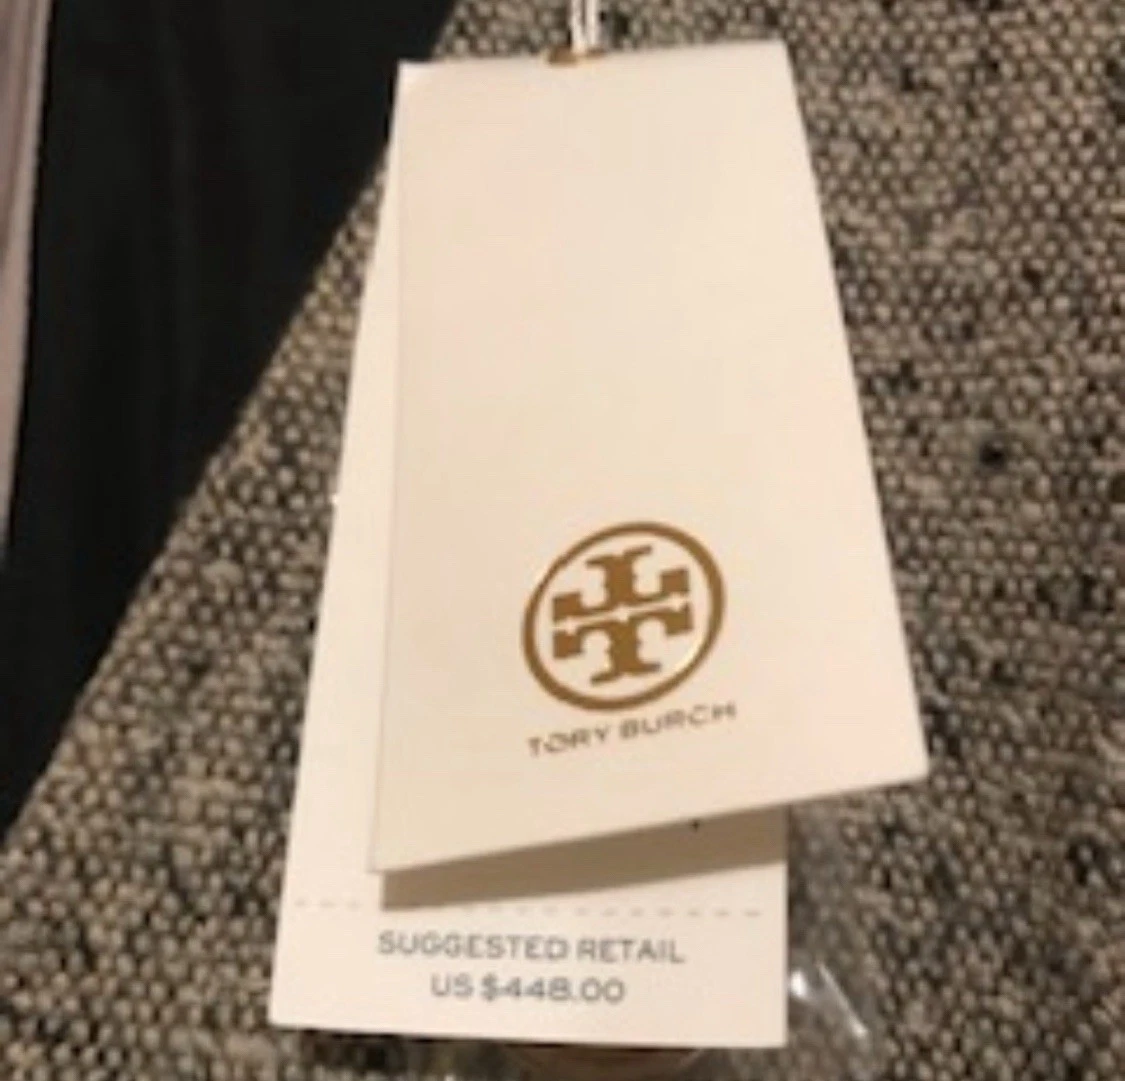 TORY BURCH
SUGGESTED RETAIL
US $448.00